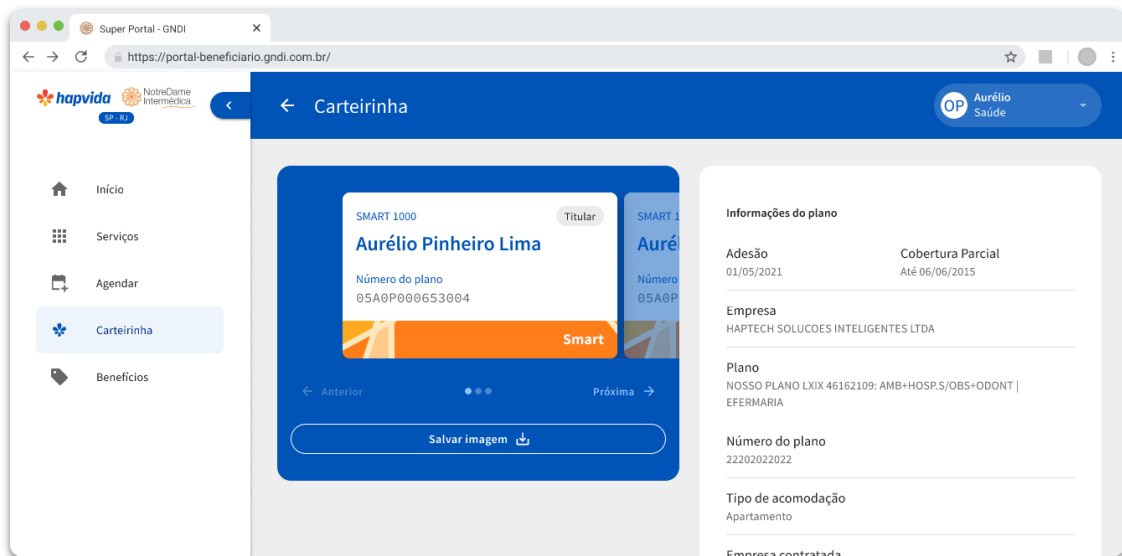 Super Portal - GNDI
https://portal-beneficiario.gndi.com.br/
hapvida
NotreDame
Intermédica
SP - RJ
Carteirinha
OP
Aurélio
Saúde
Início
Serviços
Agendar
Carteirinha
Benefícios
SMART 1000
Titular
Aurélio Pinheiro Lima
Número do plano
05A0P000653004
Smart
SMART 1
Auré
Número
05A0P
Anterior
Próxima
Salvar imagem
Informações do plano
Adesão
01/05/2021
Cobertura Parcial
Até 06/06/2015
Empresa
HAPTECH SOLUCOES INTELIGENTES LTDA
Plano
NOSSO PLANO LXIX 46162109: AMB+HOSP.S/OBS+ODONT |
EFERMARIA
Número do plano
22202022022
Tipo de acomodação
Apartamento
Empresa contratada